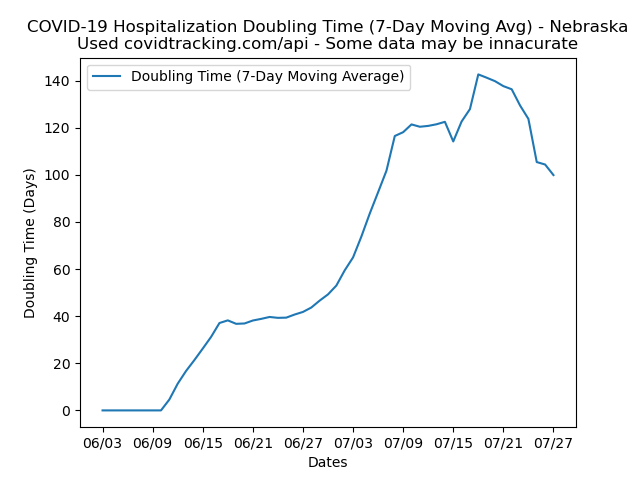 COVID-19 Hospitalization Doubling Time (7-Day Moving Avg) - Nebraska
Used covidtracking.com/api - Some data may be innacurate
Doubling Time (7-Day Moving Average)
Doubling Time (Days)
140
120
100
80
60
40
20
0
06/03 06/09 06/15 06/21 06/27 07/03 07/09 07/15 07/21 07/27
Dates